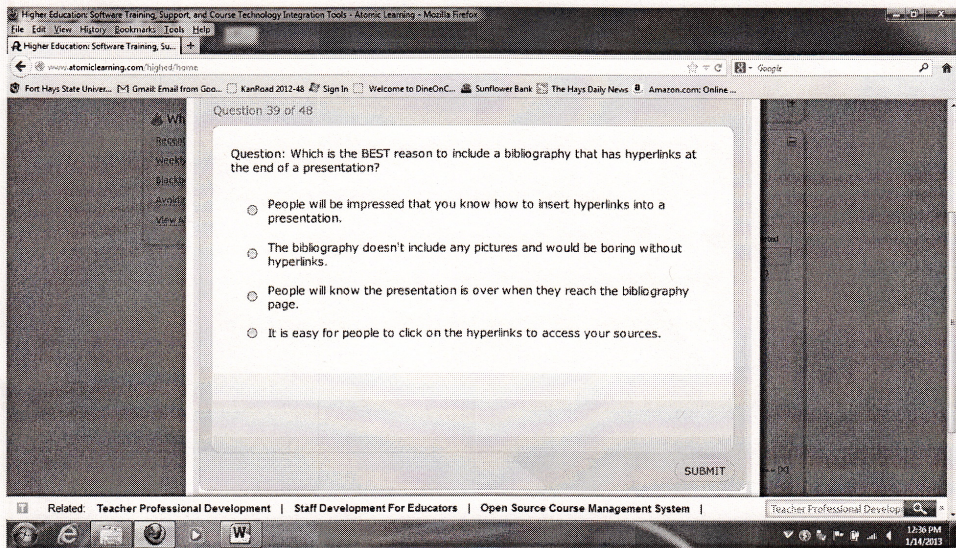 Higher Education: Software Training, Support, and Course Technology Integration Tools - Atomic Learning - Mozilla Firefox
File Edit View History Bookmarks Tools Help
Higher Education: Software Training, Su... +
www.atomiclearning.com/highed/home Google
Fort Hays State Univer... Gmail: Email from Goo... KanRoad 2012-48 Sign In Welcome to DineOnC... Sunflower Bank The Hays Daily News Amazon.com: Online ...
Wh
Recent
Weekly
Blackb
Avoid
View A
Question 39 of 48
Question: Which is the BEST reason to include a bibliography that has hyperlinks at
the end of a presentation?
People will be impressed that you know how to insert hyperlinks into a
presentation.
The bibliography doesn't include any pictures and would be boring without
hyperlinks.
People will know the presentation is over when they reach the bibliography
page.
It is easy for people to click on the hyperlinks to access your sources.
SUBMIT
Related: Teacher Professional Development | Staff Development For Educators | Open Source Course Management System |
Teacher Professional Develop
12:36 PM
1/14/2013